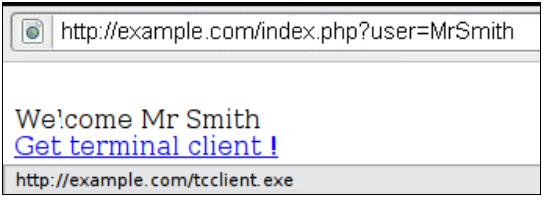 http://example.com/index.php?user=MrSmith
Welcome Mr Smith
Get terminal client !
http://example.com/tcclient.exe